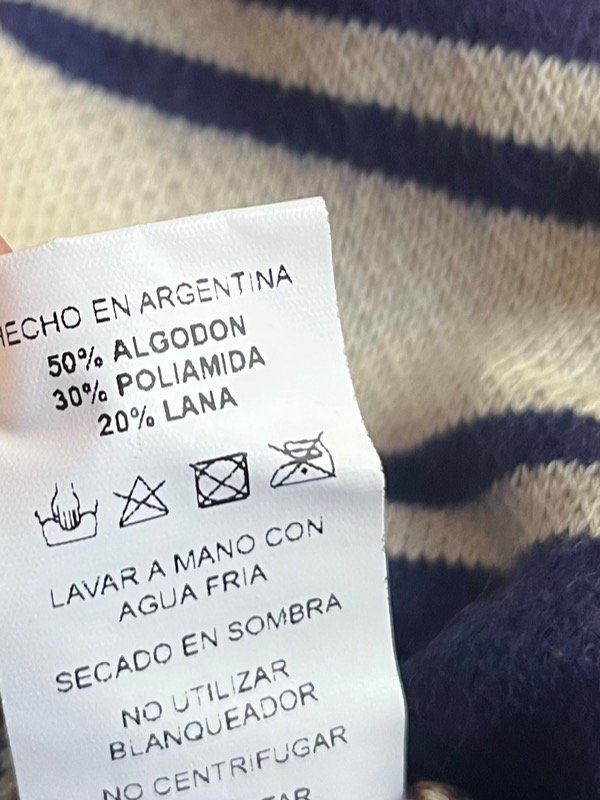 HECHO EN ARGENTINA
50% ALGODON
30% POLIAMIDA
20% LANA
LAVAR A MANO CON
AGUA FRIA
SECADO EN SOMBRA
NO UTILIZAR
BLANQUEADOR
NO CENTRIFUGAR